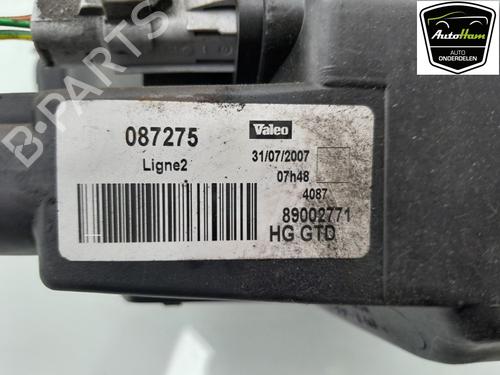 AutoHam
AUTO
ONDERDELEN
B-PARTS
087275
Ligne2
Valeo
31/07/2007
07h48
4087
89002771
HG GTD